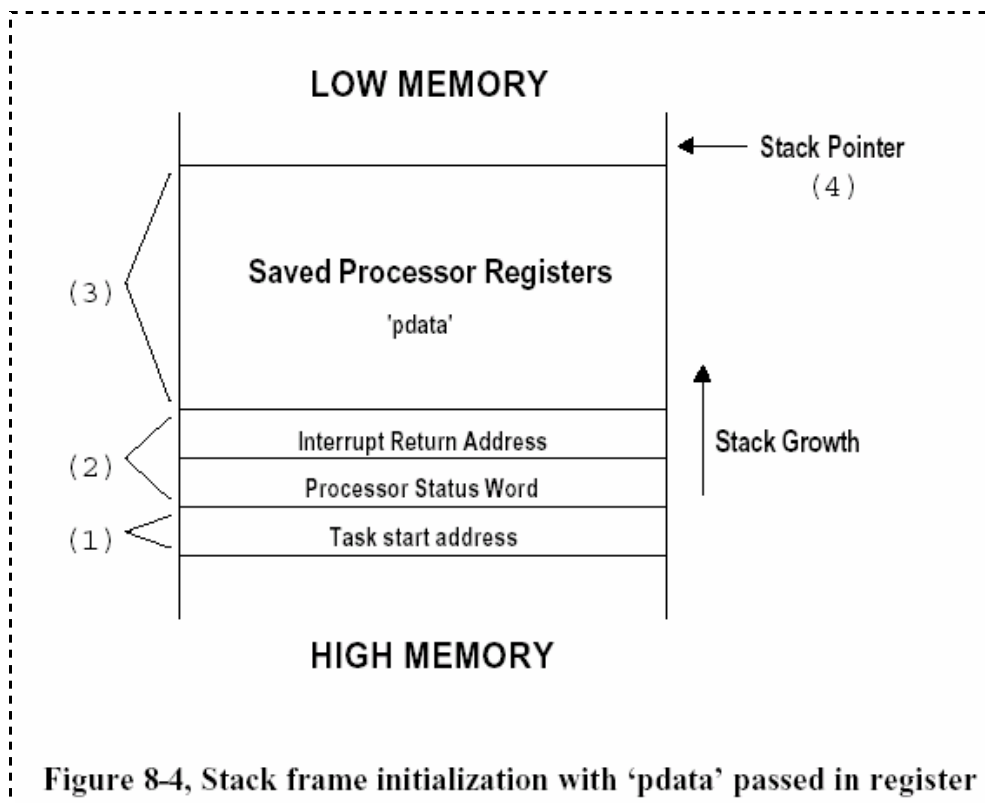 LOW MEMORY
Stack Pointer
(4)
Saved Processor Registers
'pdata'
(3)
Interrupt Return Address
Stack Growth
(2)
Processor Status Word
(1)
Task start address
HIGH MEMORY
Figure 8-4, Stack frame initialization with ‘pdata’ passed in register